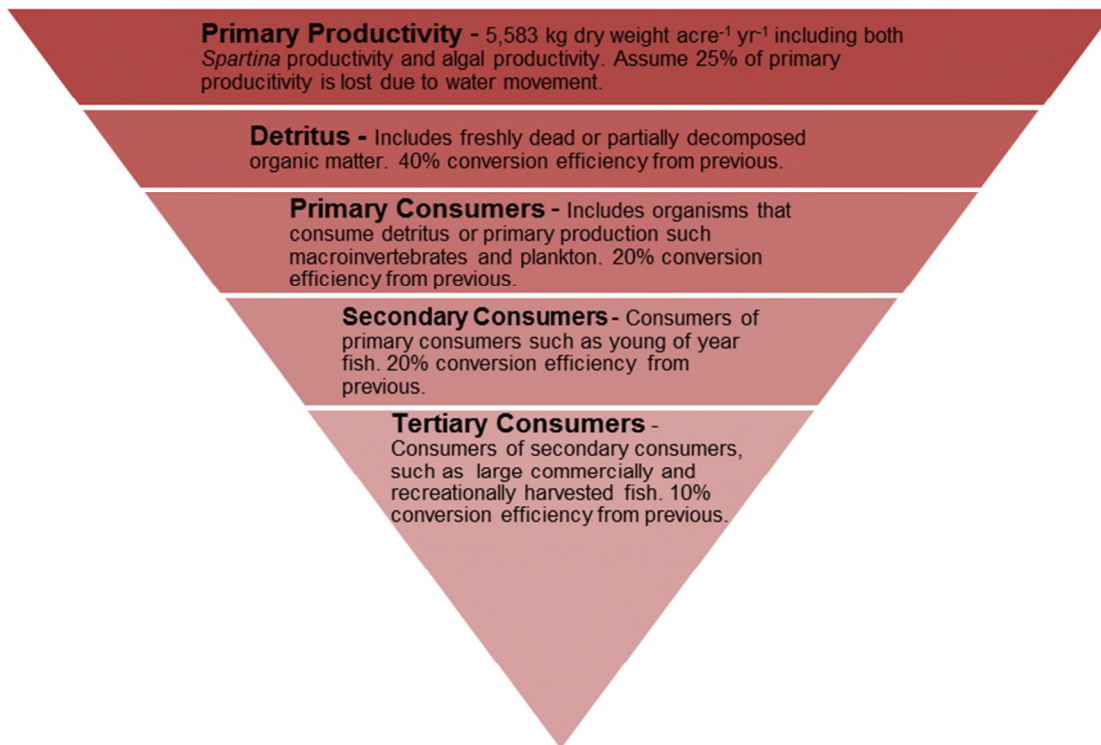 Primary Productivity - 5,583 kg dry weight acre⁻¹ yr⁻¹ including both
Spartina productivity and algal productivity. Assume 25% of primary
producitivity is lost due to water movement.
Detritus - Includes freshly dead or partially decomposed
organic matter. 40% conversion efficiency from previous.
Primary Consumers - Includes organisms that
consume detritus or primary production such
macroinvertebrates and plankton. 20% conversion
efficiency from previous.
Secondary Consumers - Consumers of
primary consumers such as young of year
fish. 20% conversion efficiency from
previous.
Tertiary Consumers -
Consumers of secondary consumers,
such as large commercially and
recreationally harvested fish. 10%
conversion efficiency from previous.